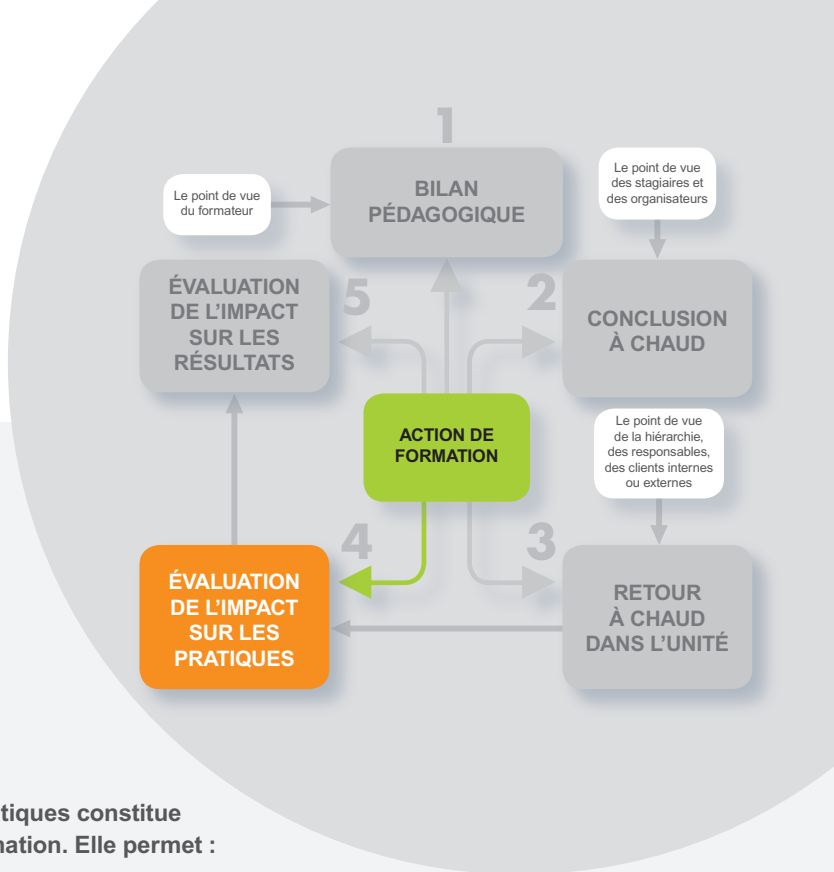 1
Le point de vue
du formateur
BILAN
PÉDAGOGIQUE
Le point de vue
des stagiaires et
des organisateurs
5
ÉVALUATION
DE L’IMPACT
SUR LES
RÉSULTATS
2
CONCLUSION
À CHAUD
ACTION DE
FORMATION
Le point de vue
de la hiérarchie,
des responsables,
des clients internes
ou externes
4
ÉVALUATION
DE L’IMPACT
SUR LES
PRATIQUES
3
RETOUR
À CHAUD
DANS L’UNITÉ
tiques constitue
nation. Elle permet :